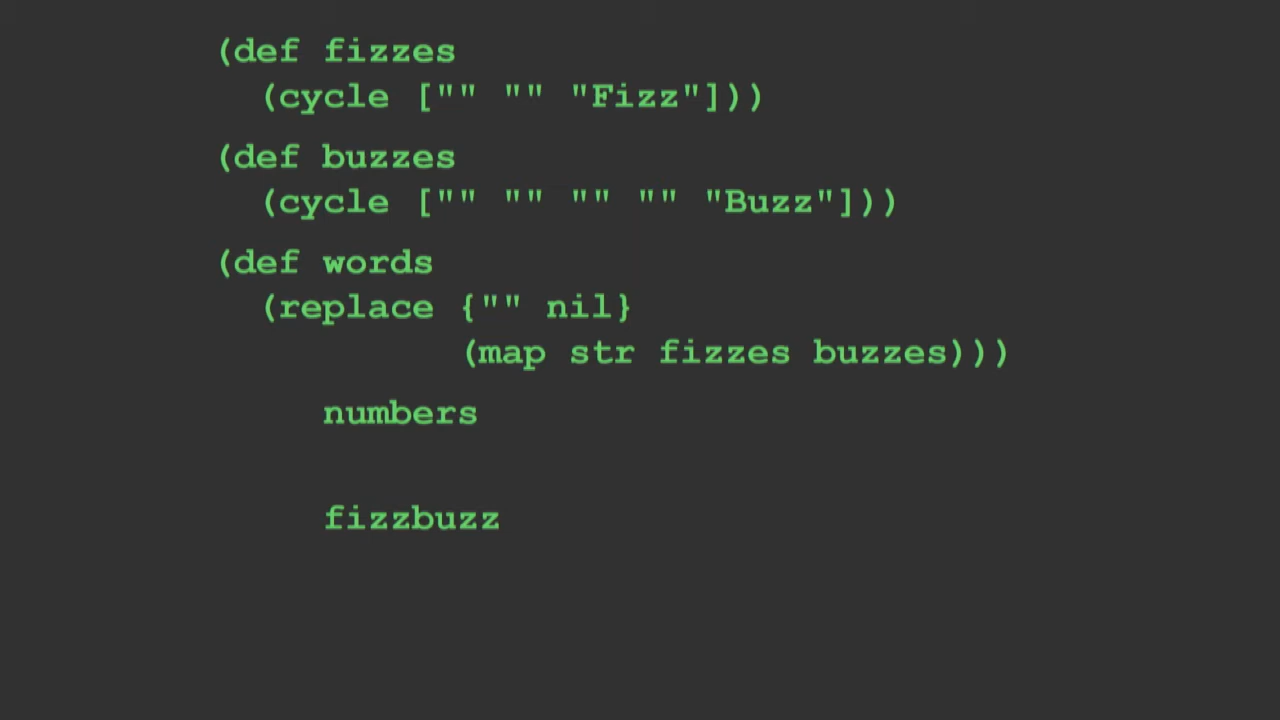 (def fizzes
  (cycle ["" "" "Fizz"]))
(def buzzes
  (cycle ["" "" "" "" "Buzz"]))
(def words
  (replace {"" nil}
           (map str fizzes buzzes)))
numbers
fizzbuzz